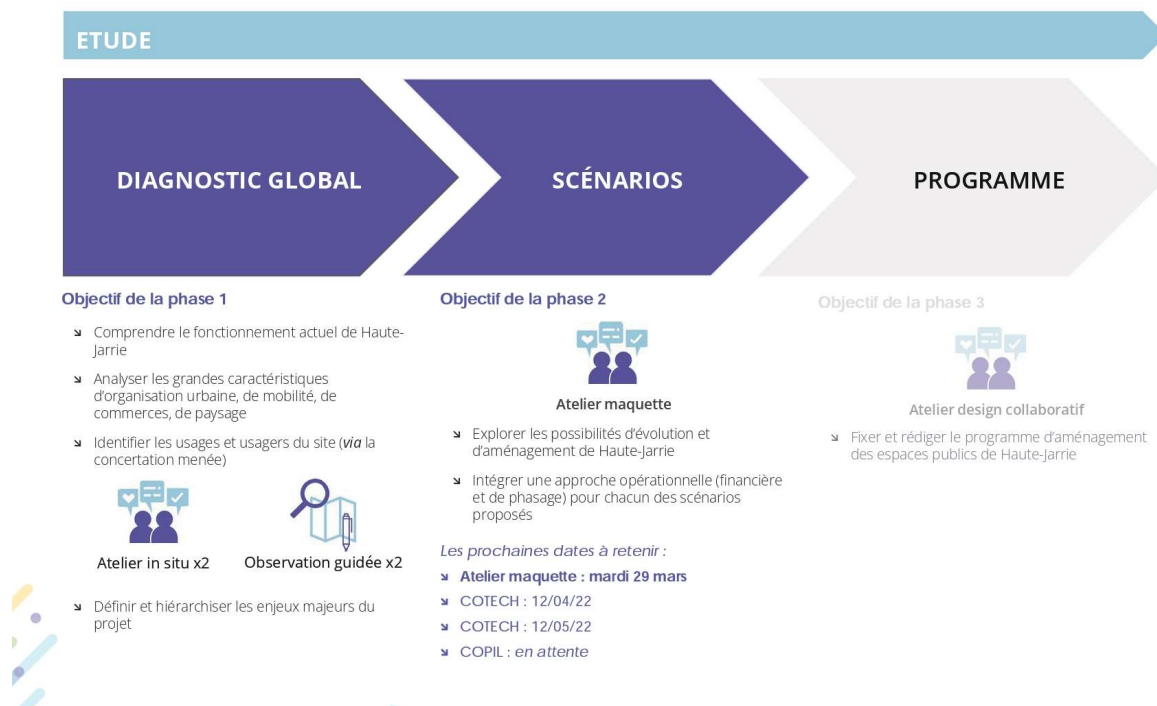 ETUDE
DIAGNOSTIC GLOBAL
SCÉNARIOS
PROGRAMME
Objectif de la phase 1
Comprendre le fonctionnement actuel de Haute-
Jarrie
Analyser les grandes caractéristiques
d'organisation urbaine, de mobilité, de
commerces, de paysage
Identifier les usages et usagers du site (via la
concertation menée)
Atelier in situ x2
Observation guidée x2
Définir et hiérarchiser les enjeux majeurs du
projet
Objectif de la phase 2
Atelier maquette
Explorer les possibilités d'évolution et
d'aménagement de Haute-Jarrie
Intégrer une approche opérationnelle (financière
et de phasage) pour chacun des scénarios
proposés
Les prochaines dates à retenir :
Atelier maquette : mardi 29 mars
COTECH : 12/04/22
COTECH : 12/05/22
COPIL : en attente
Objectif de la phase 3
Atelier design collaboratif
Fixer et rédiger le programme d'aménagement
des espaces publics de Haute-Jarrie